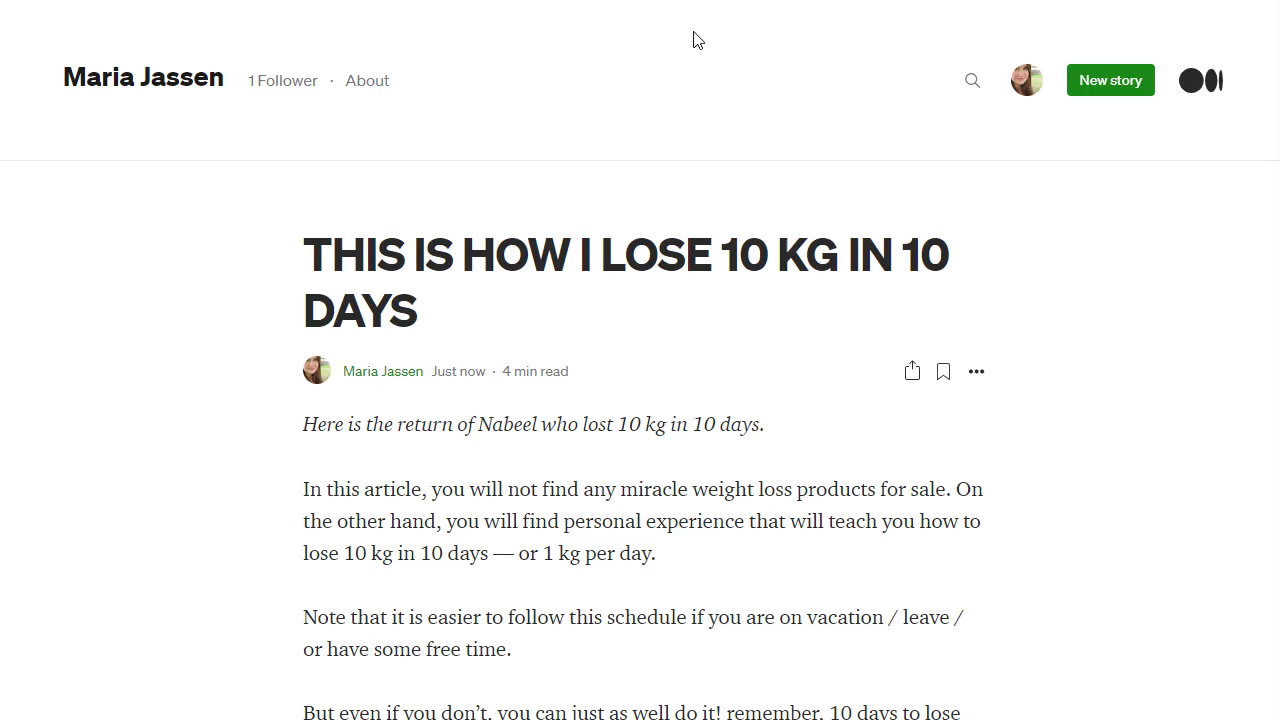 Maria Jassen 1 Follower · About New story
THIS IS HOW I LOSE 10 KG IN 10
DAYS
Maria Jassen Just now · 4 min read
Here is the return of Nabeel who lost 10 kg in 10 days.
In this article, you will not find any miracle weight loss products for sale. On
the other hand, you will find personal experience that will teach you how to
lose 10 kg in 10 days — or 1 kg per day.
Note that it is easier to follow this schedule if you are on vacation / leave /
or have some free time.
But even if you don't, you can just as well do it! remember, 10 days to lose